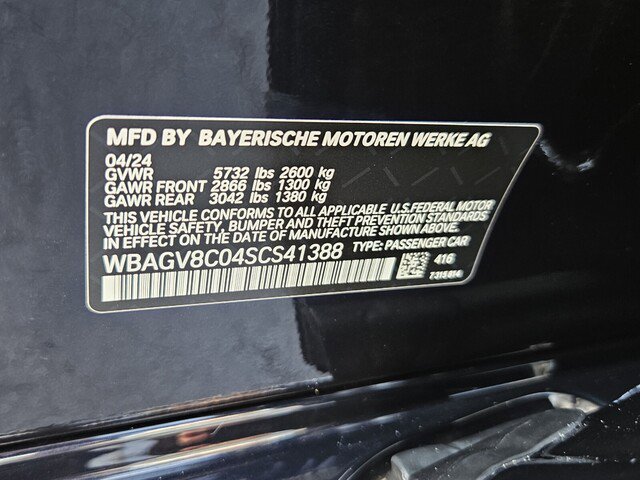 MFD BY BAYERISCHE MOTOREN WERKE AG
04/24
GVWR 5732 lbs 2600 kg
GAWR FRONT 2866 lbs 1300 kg
GAWR REAR 3042 lbs 1380 kg
THIS VEHICLE CONFORMS TO ALL APPLICABLE U.S. FEDERAL MOTOR
VEHICLE SAFETY, BUMPER AND THEFT PREVENTION STANDARDS
IN EFFECT ON THE DATE OF MANUFACTURE SHOWN ABOVE.
WBAGV8C04SCS41388 TYPE: PASSENGER CAR
416